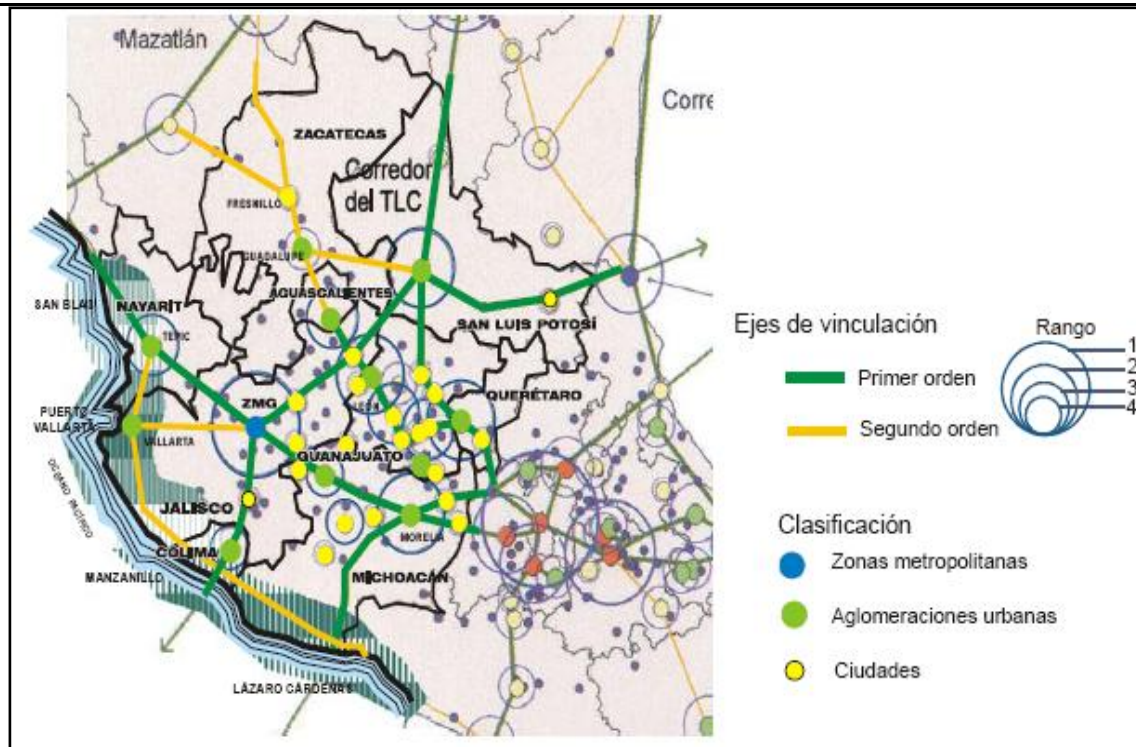 Mazatlán
Corre
ZACATECAS
Corredor
del TLC
FRESNILLO
GUADALUPE
AGUASCALIENTES
SAN BLAS
NAYARIT
TEPIC
SAN LUIS POTOSÍ
QUERÉTARO
ZMG
LEÓN
PUERTO
VALLARTA
VALLARTA
GUANAJUATO
OCÉANO PACÍFICO
JALISCO
MORELIA
COLIMA
MANZANILLO
MICHOACÁN
LÁZARO CÁRDENAS
Ejes de vinculación
Primer orden
Segundo orden
Rango
1
2
3
4
Clasificación
Zonas metropolitanas
Aglomeraciones urbanas
Ciudades